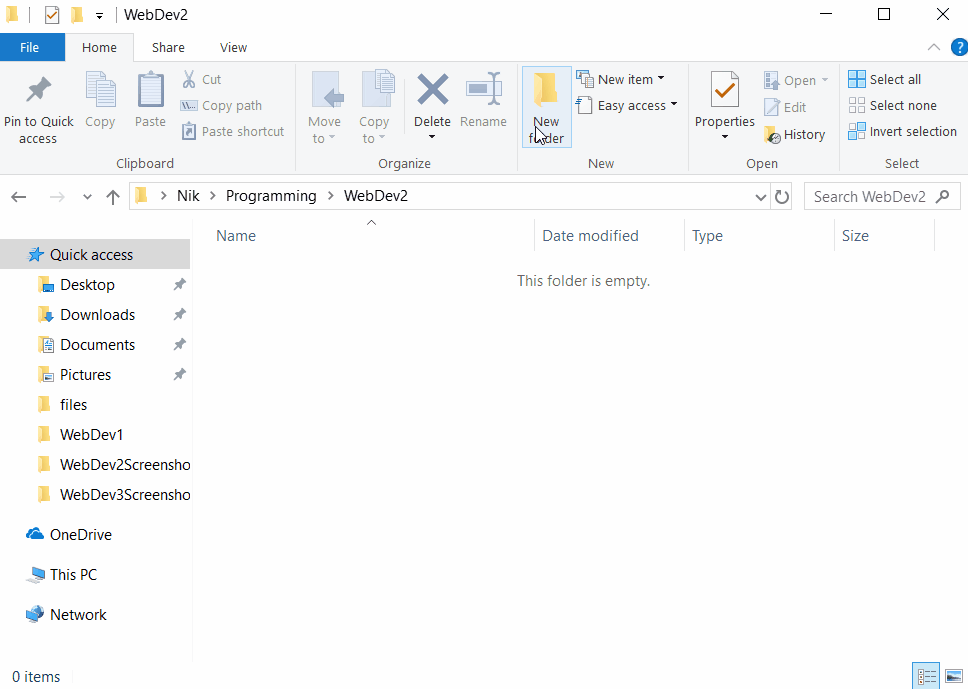 WebDev2
File Home Share View
Pin to Quick access
Copy
Paste
Cut
Copy path
Paste shortcut
Clipboard
Move to
Copy to
Delete
Rename
Organize
New folder
New item
Easy access
New
Properties
Open
Edit
History
Open
Select all
Select none
Invert selection
Select
Nik > Programming > WebDev2
Search WebDev2
Name Date modified Type Size
This folder is empty.
Quick access
Desktop
Downloads
Documents
Pictures
files
WebDev1
WebDev2Screensho
WebDev3Screensho
OneDrive
This PC
Network
0 items